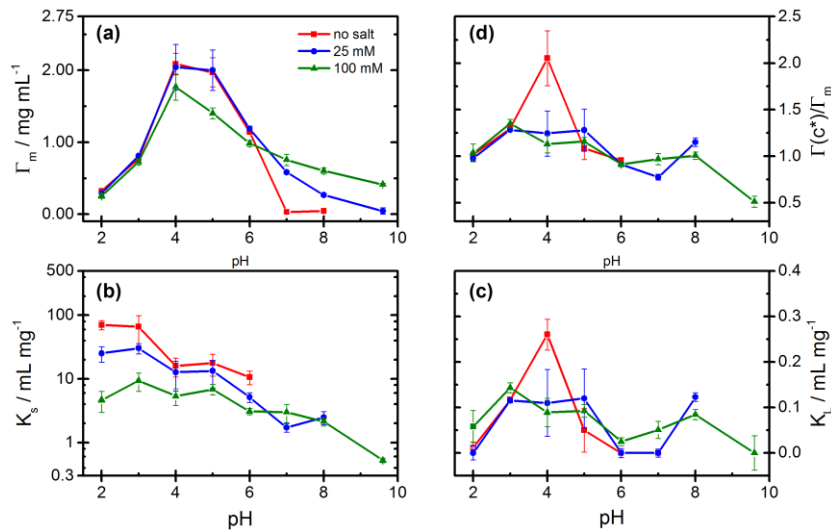 (a)
no salt
25 mM
100 mM
Γm / mg mL⁻¹
2.75
2.00
1.00
0.00
2 4 6 8 10
pH
(d)
Γ(c*)/Γm
2.5
2.0
1.5
1.0
0.5
2 4 6 8 10
pH
(b)
Ks / mL mg⁻¹
500
100
10
1
0.3
2 4 6 8 10
pH
(c)
KL / mL mg⁻¹
0.4
0.3
0.2
0.1
0.0
2 4 6 8 10
pH